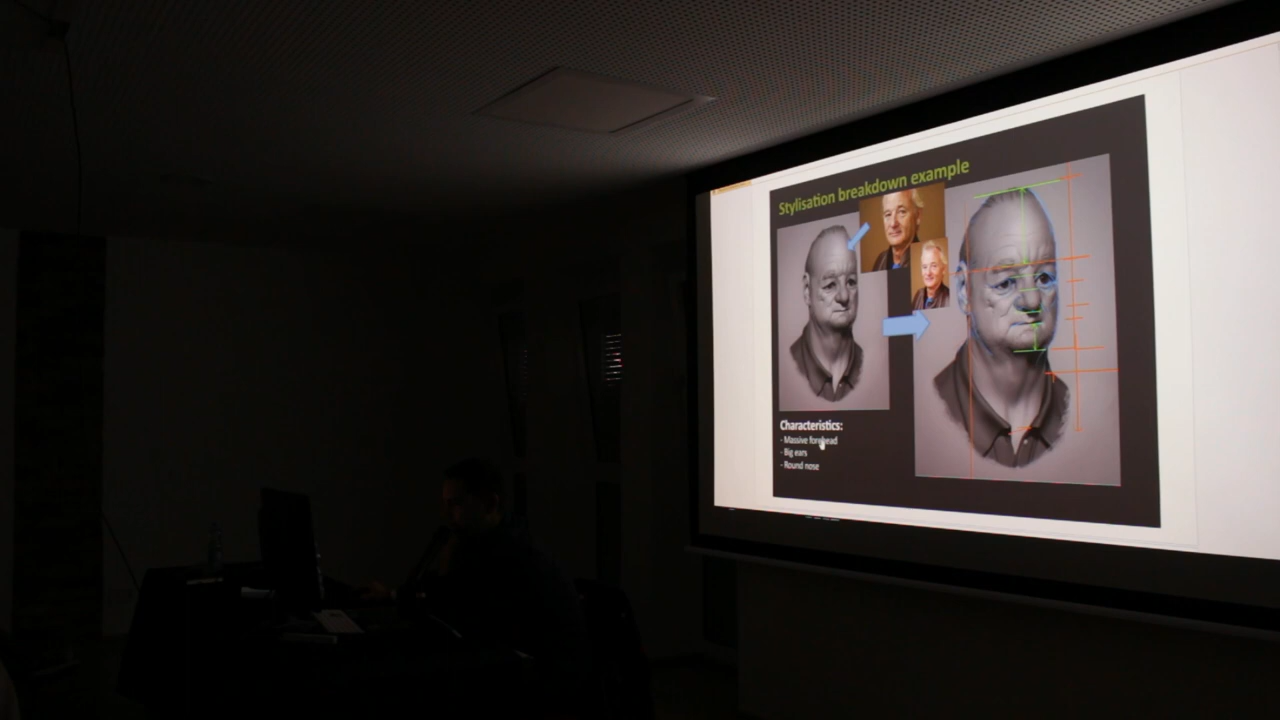 Stylisation breakdown example
Characteristics:
- Massive forehead
- Big ears
- Round nose